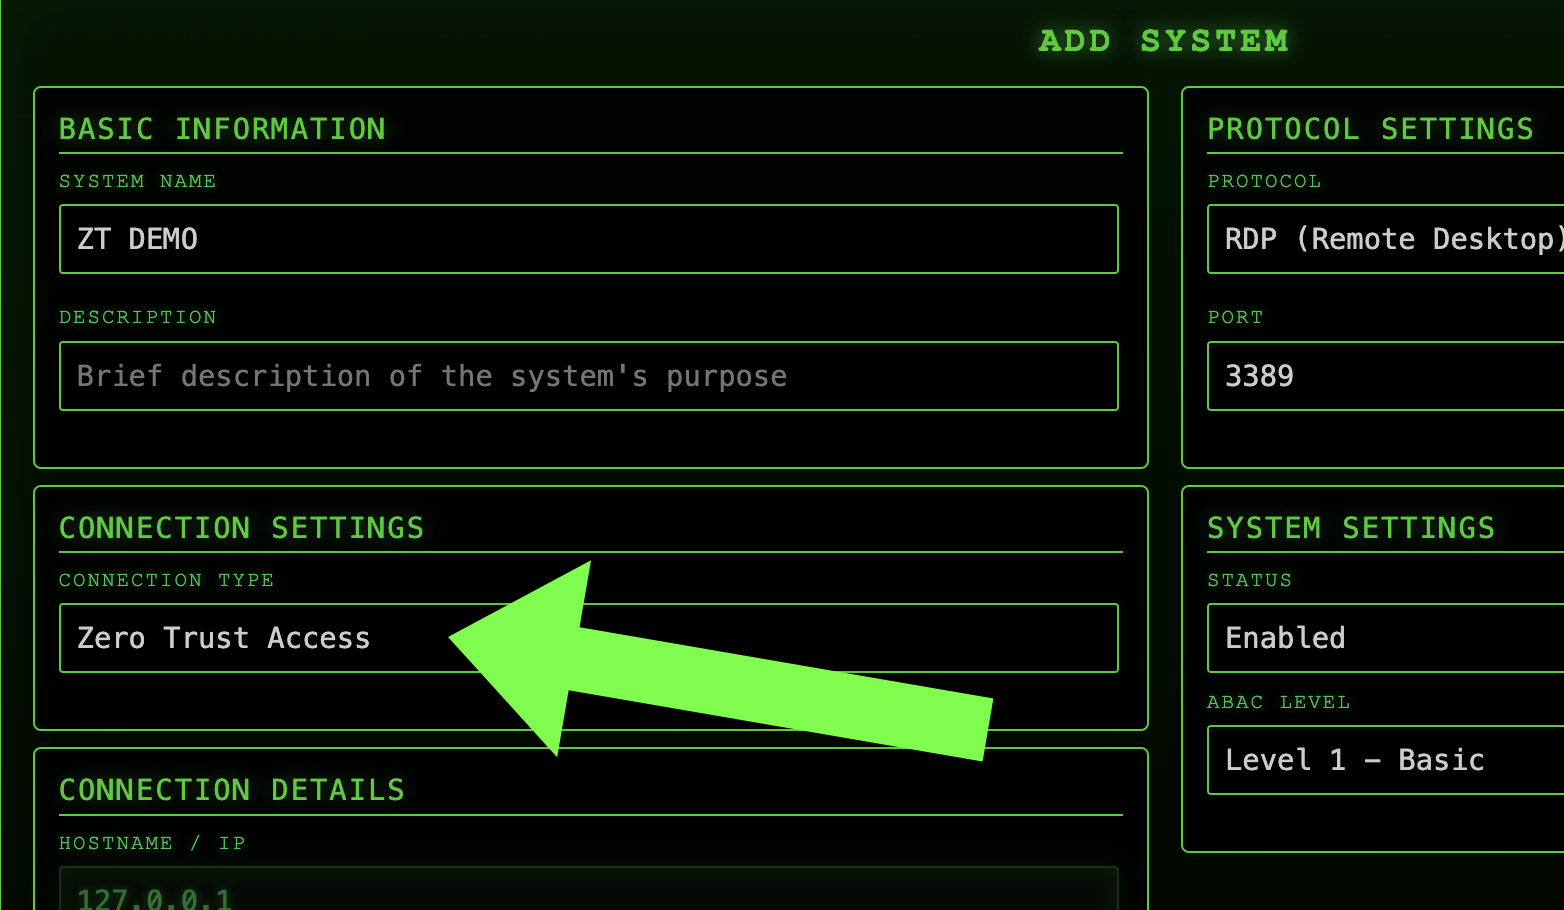 ADD SYSTEM
BASIC INFORMATION
SYSTEM NAME
ZT DEMO
DESCRIPTION
Brief description of the system's purpose
PROTOCOL SETTINGS
PROTOCOL
RDP (Remote Desktop)
PORT
3389
CONNECTION SETTINGS
CONNECTION TYPE
Zero Trust Access
SYSTEM SETTINGS
STATUS
Enabled
ABAC LEVEL
Level 1 – Basic
CONNECTION DETAILS
HOSTNAME / IP
127.0.0.1